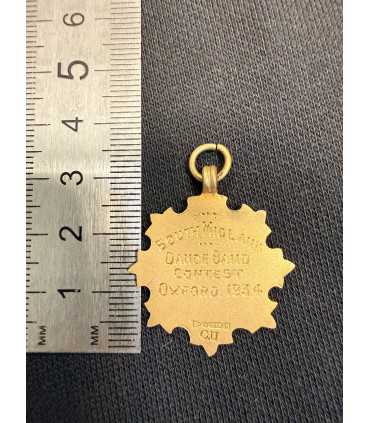 6
5
4
3
2
1
MM
MM
SOUTH MIDLAND
DANCE BAND
CONTEST
OXFORD. 1934